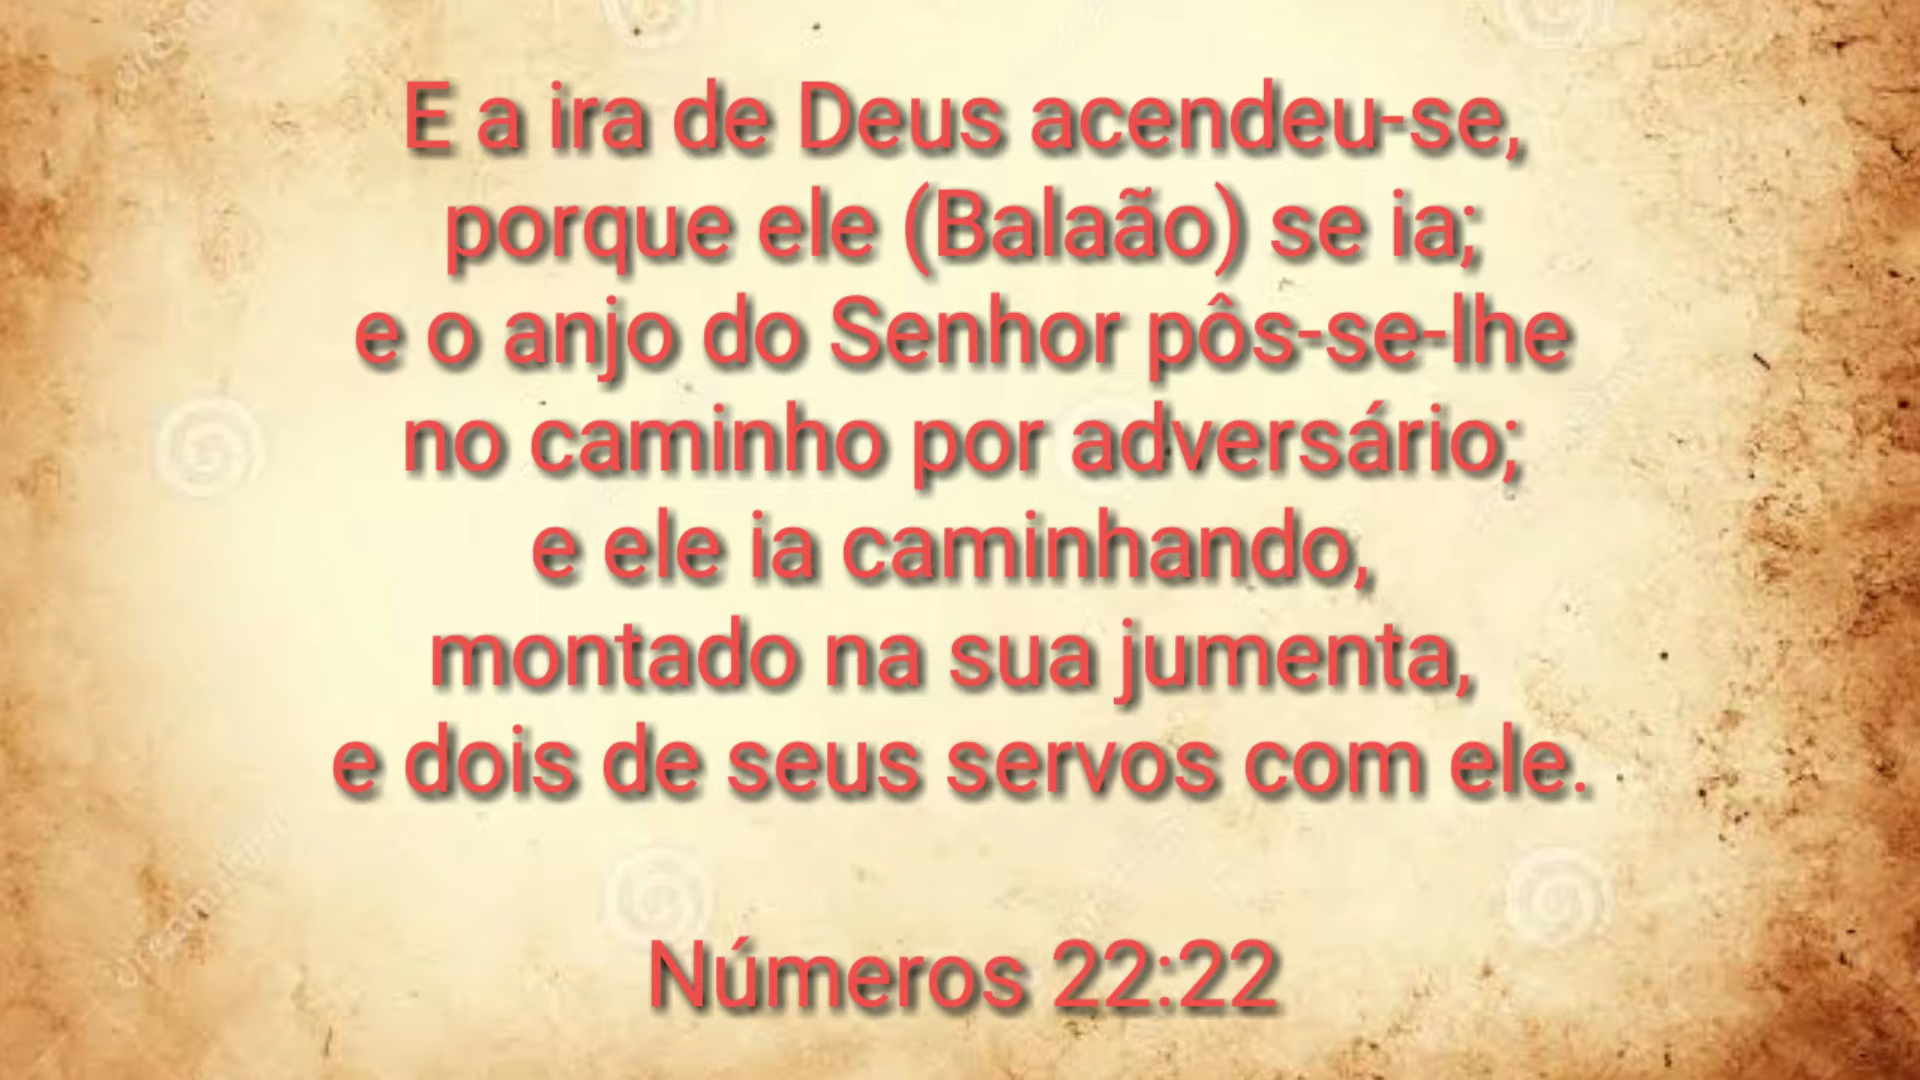 E a ira de Deus acendeu-se,
porque ele (Balaão) se ia;
e o anjo do Senhor pôs-se-lhe
no caminho por adversário;
e ele ia caminhando,
montado na sua jumenta,
e dois de seus servos com ele.
Números 22:22